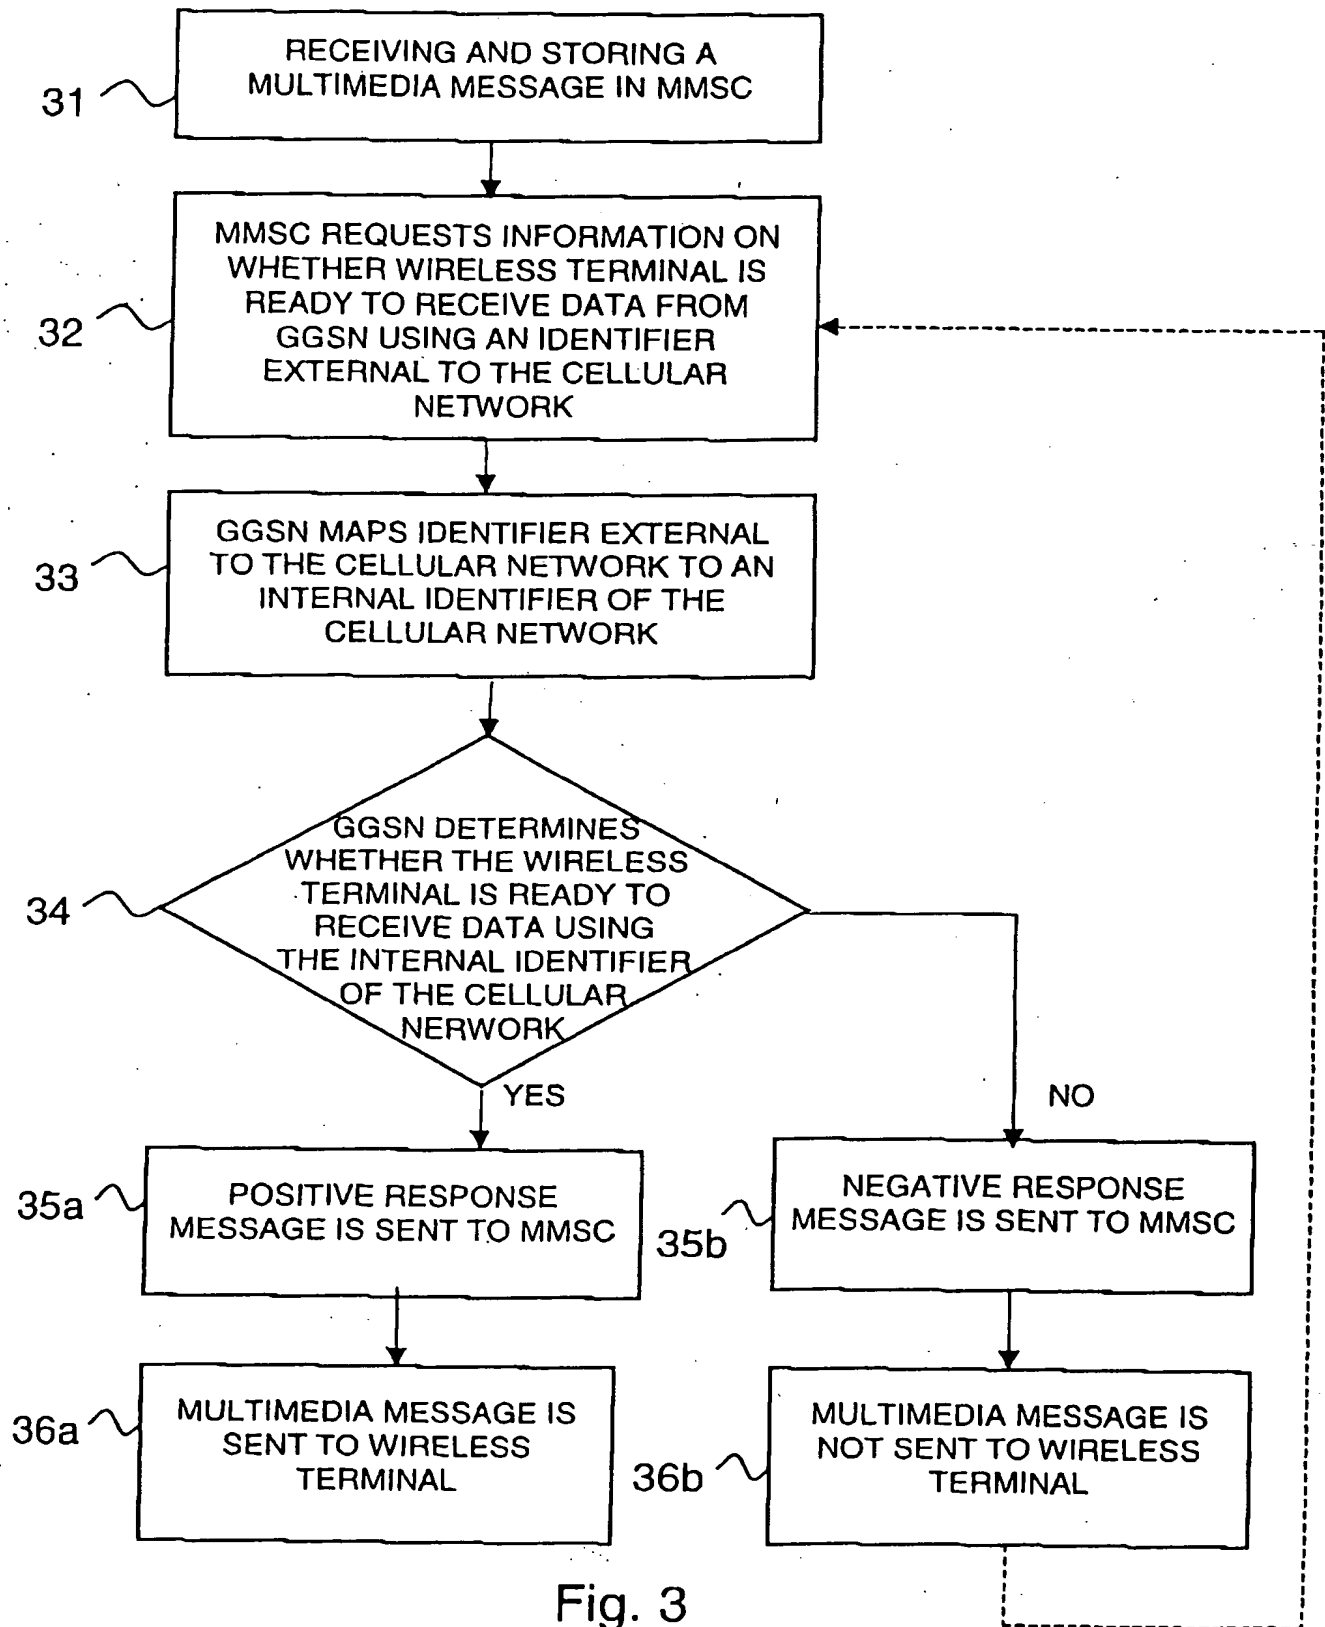 RECEIVING AND STORING A
MULTIMEDIA MESSAGE IN MMSC
31
MMSC REQUESTS INFORMATION ON
WHETHER WIRELESS TERMINAL IS
READY TO RECEIVE DATA FROM
GGSN USING AN IDENTIFIER
EXTERNAL TO THE CELLULAR
NETWORK
32
GGSN MAPS IDENTIFIER EXTERNAL
TO THE CELLULAR NETWORK TO AN
INTERNAL IDENTIFIER OF THE
CELLULAR NETWORK
33
GGSN DETERMINES
WHETHER THE WIRELESS
TERMINAL IS READY TO
RECEIVE DATA USING
THE INTERNAL IDENTIFIER
OF THE CELLULAR
NERWORK
34
YES
NO
POSITIVE RESPONSE
MESSAGE IS SENT TO MMSC
35a
NEGATIVE RESPONSE
MESSAGE IS SENT TO MMSC
35b
MULTIMEDIA MESSAGE IS
SENT TO WIRELESS
TERMINAL
36a
MULTIMEDIA MESSAGE IS
NOT SENT TO WIRELESS
TERMINAL
36b
Fig. 3